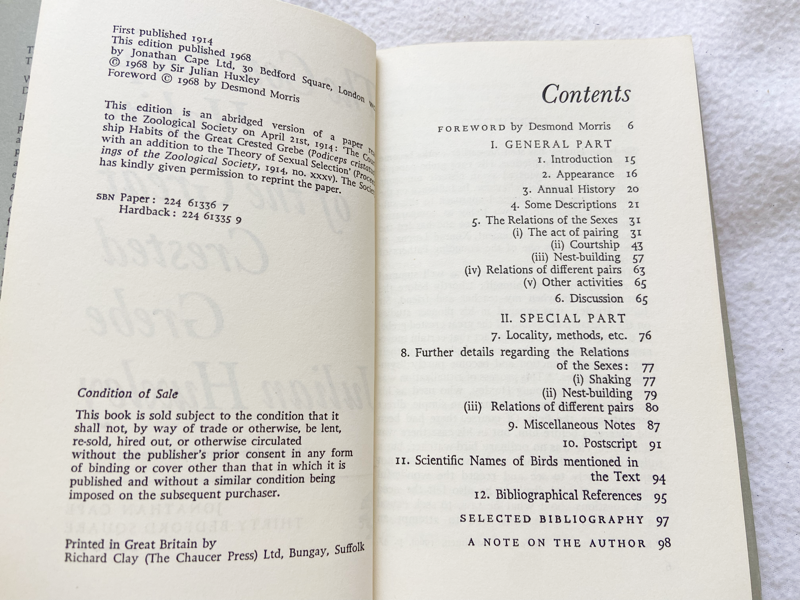 First published 1914
This edition published 1968
by Jonathan Cape Ltd, 30 Bedford Square, London
© 1968 by Sir Julian Huxley
Foreword © 1968 by Desmond Morris
This edition is an abridged version of a paper
to the Zoological Society on April 21st, 1914: 'The
ship Habits of the Great Crested Grebe (Podiceps
with an addition to the Theory of Sexual Selection'
ings of the Zoological Society, 1914, no. xxxv). The
has kindly given permission to reprint the paper.
SBN Paper: 224 61336 7
Hardback: 224 61335 9
Condition of Sale
This book is sold subject to the condition that it
shall not, by way of trade or otherwise, be lent,
re-sold, hired out, or otherwise circulated
without the publisher's prior consent in any form
of binding or cover other than that in which it is
published and without a similar condition being
imposed on the subsequent purchaser.
Printed in Great Britain by
Richard Clay (The Chaucer Press) Ltd, Bungay, Suffolk
Contents
FOREWORD by Desmond Morris 6
I. GENERAL PART
1. Introduction 15
2. Appearance 16
3. Annual History 20
4. Some Descriptions 21
5. The Relations of the Sexes 31
(i) The act of pairing 31
(ii) Courtship 43
(iii) Nest-building 57
(iv) Relations of different pairs 63
(v) Other activities 65
6. Discussion 65
II. SPECIAL PART
7. Locality, methods, etc. 76
8. Further details regarding the Relations
of the Sexes: 77
(i) Shaking 77
(ii) Nest-building 79
(iii) Relations of different pairs 80
9. Miscellaneous Notes 87
10. Postscript 91
11. Scientific Names of Birds mentioned in
the Text 94
12. Bibliographical References 95
SELECTED BIBLIOGRAPHY 97
A NOTE ON THE AUTHOR 98